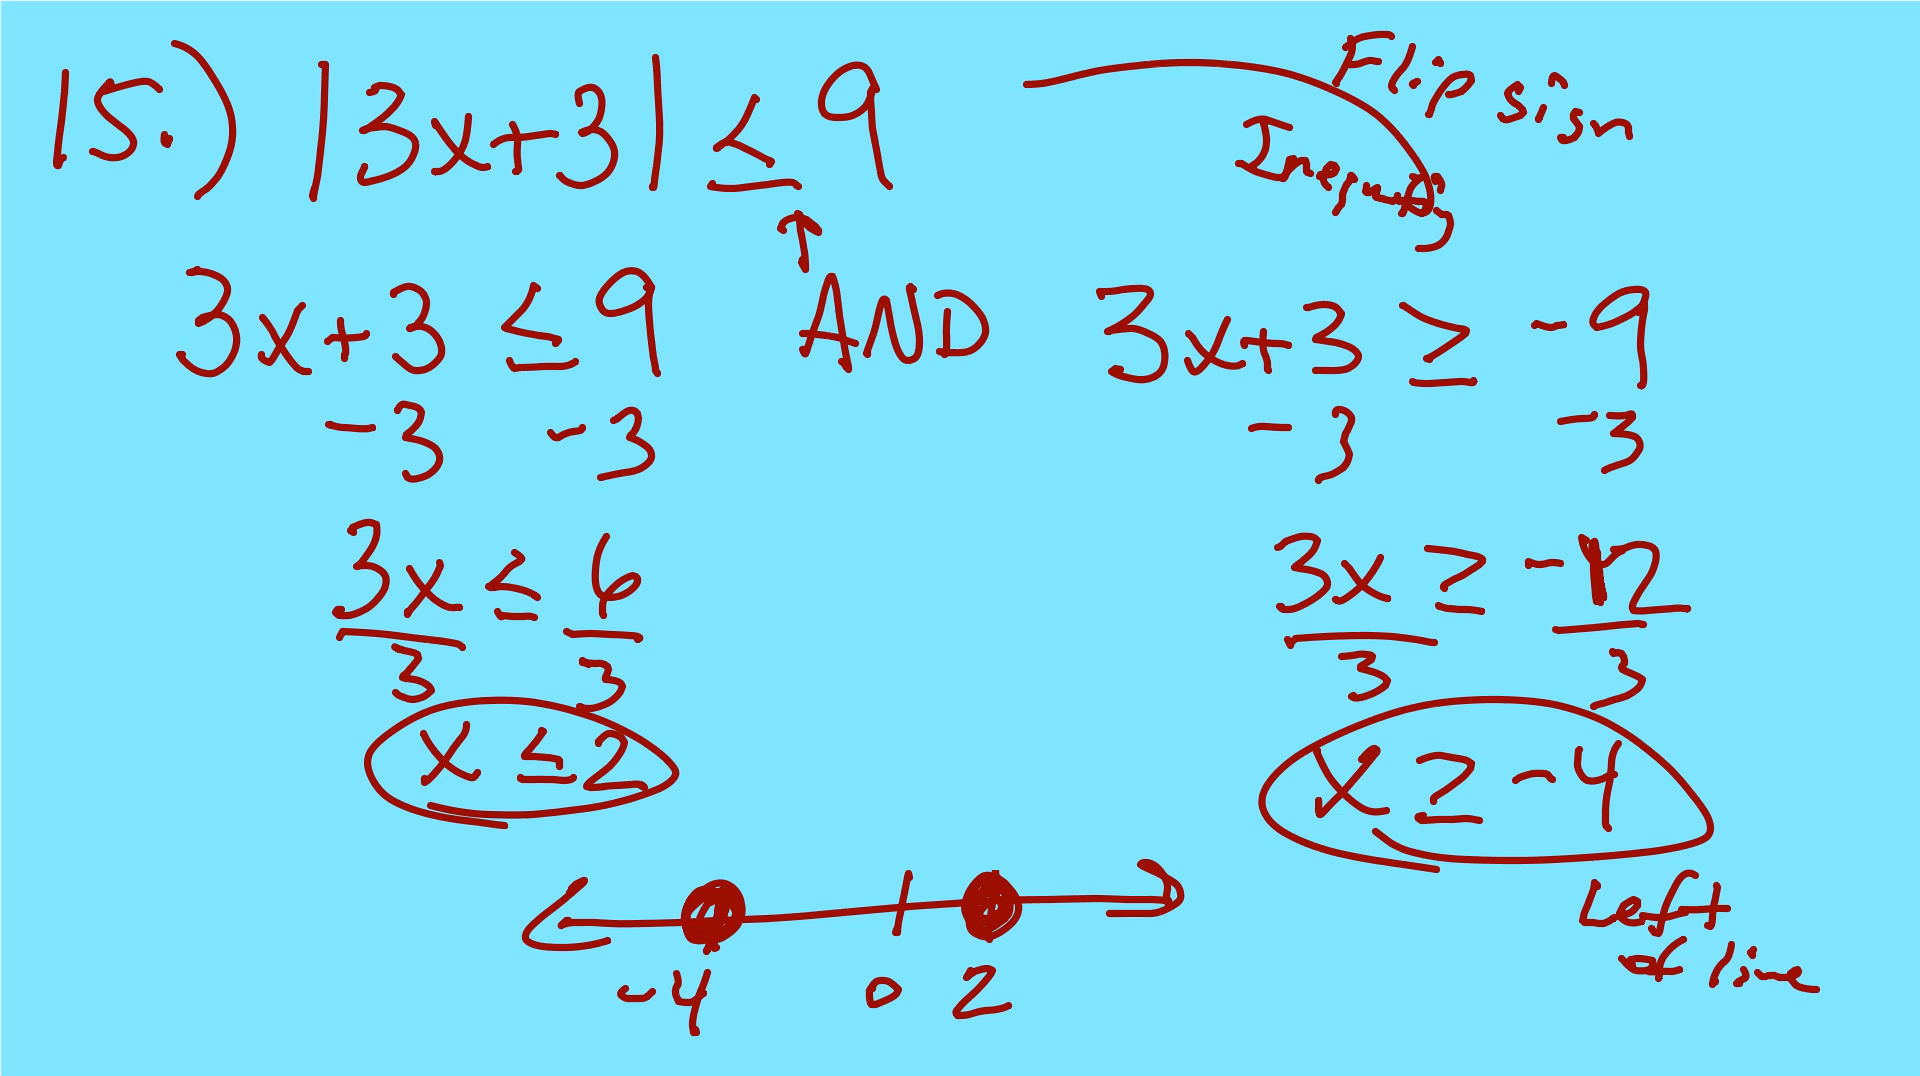 15.) |3x+3| ≤ 9
Flip sign
Inequality
3x+3 ≤ 9 AND 3x+3 ≥ -9
-3 -3 -3 -3
3x ≤ 6 3x ≥ -12
3 3 3 3
x ≤ 2 x ≥ -4
Left
of line
-4 0 2